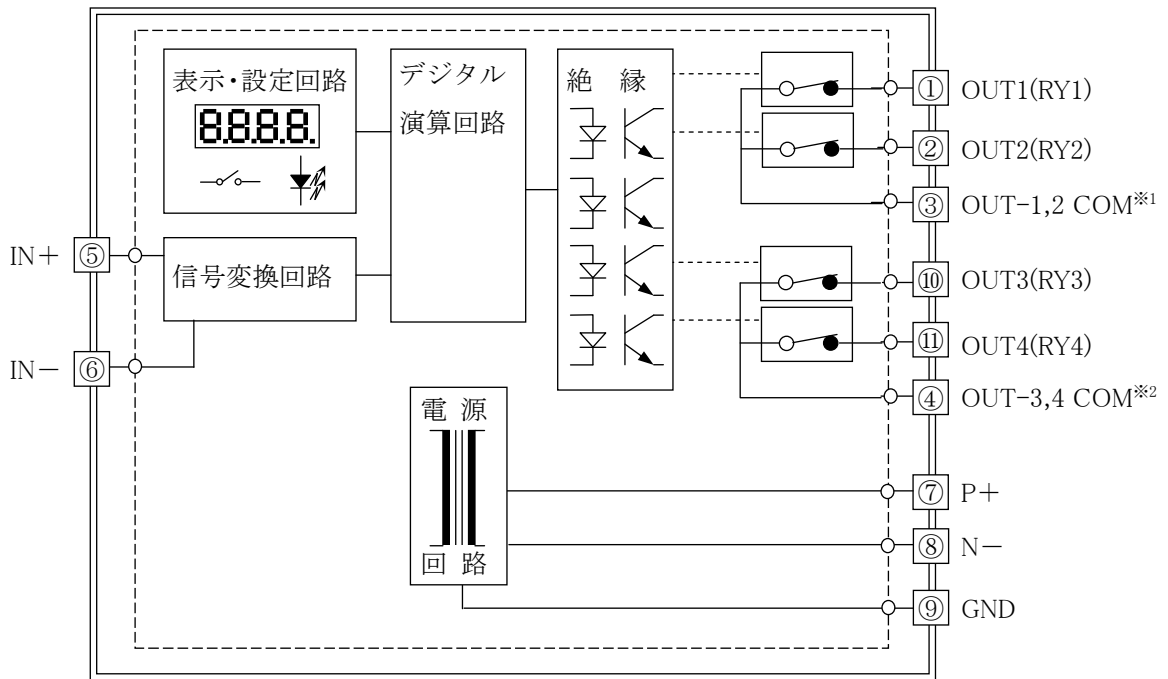 表示・設定回路
8.8.8.8.
デジタル
演算回路
絶 縁
信号変換回路
IN+ ⑤
IN− ⑥
① OUT1(RY1)
② OUT2(RY2)
③ OUT-1,2 COM※1
⑩ OUT3(RY3)
⑪ OUT4(RY4)
④ OUT-3,4 COM※2
電 源
回 路
⑦ P+
⑧ N−
⑨ GND